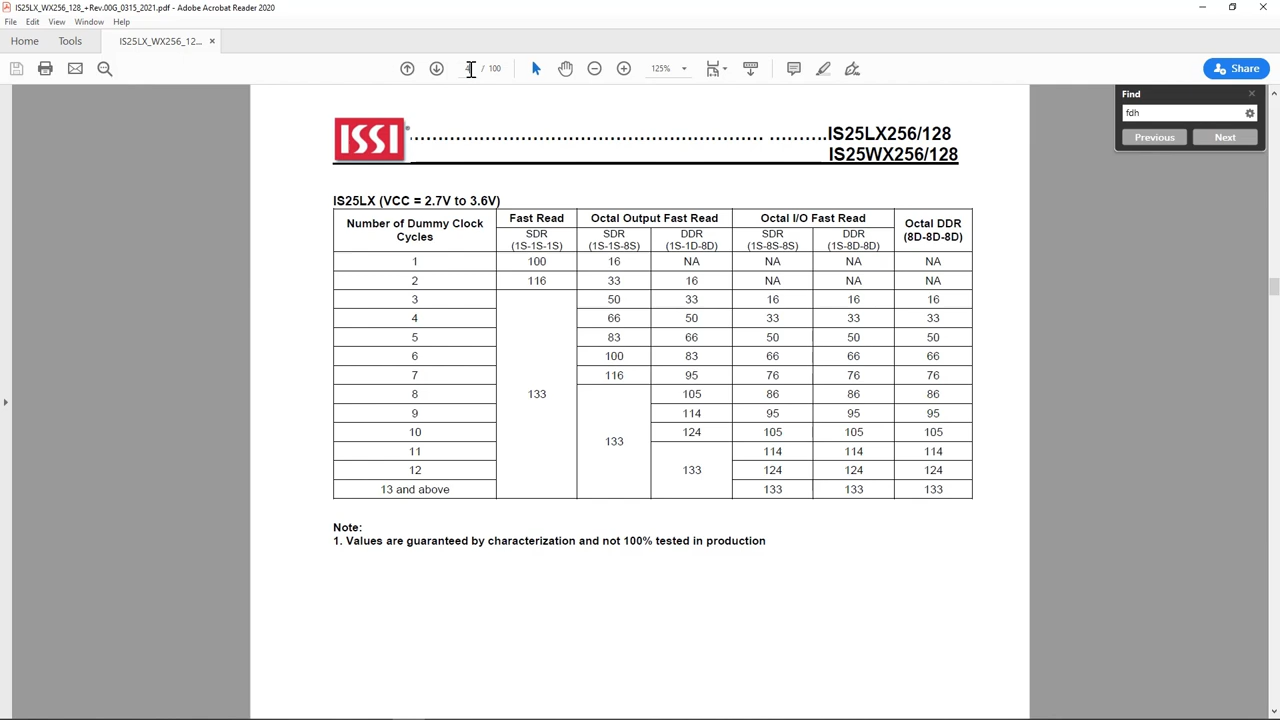 IS25LX_WX256_128_+Rev.00G_0315_2021.pdf - Adobe Acrobat Reader 2020
File Edit View Window Help
Home Tools IS25LX_WX256_12... ×
/ 100 125% Share
Find
fdh
Previous Next
ISSI® IS25LX256/128
IS25WX256/128
IS25LX (VCC = 2.7V to 3.6V)
Number of Dummy Clock Cycles Fast Read Octal Output Fast Read Octal I/O Fast Read Octal DDR (8D-8D-8D)
SDR (1S-1S-1S) SDR (1S-1S-8S) DDR (1S-1D-8D) SDR (1S-8S-8S) DDR (1S-8D-8D)
1 100 16 NA NA NA NA
2 116 33 16 NA NA NA
3 50 33 16 16 16
4 66 50 33 33 33
5 83 66 50 50 50
6 100 83 66 66 66
7 116 95 76 76 76
8 133 105 86 86 86
9 114 95 95 95
10 124 105 105 105
11 133 114 114 114
12 133 124 124 124
13 and above 133 133 133
Note:
1. Values are guaranteed by characterization and not 100% tested in production